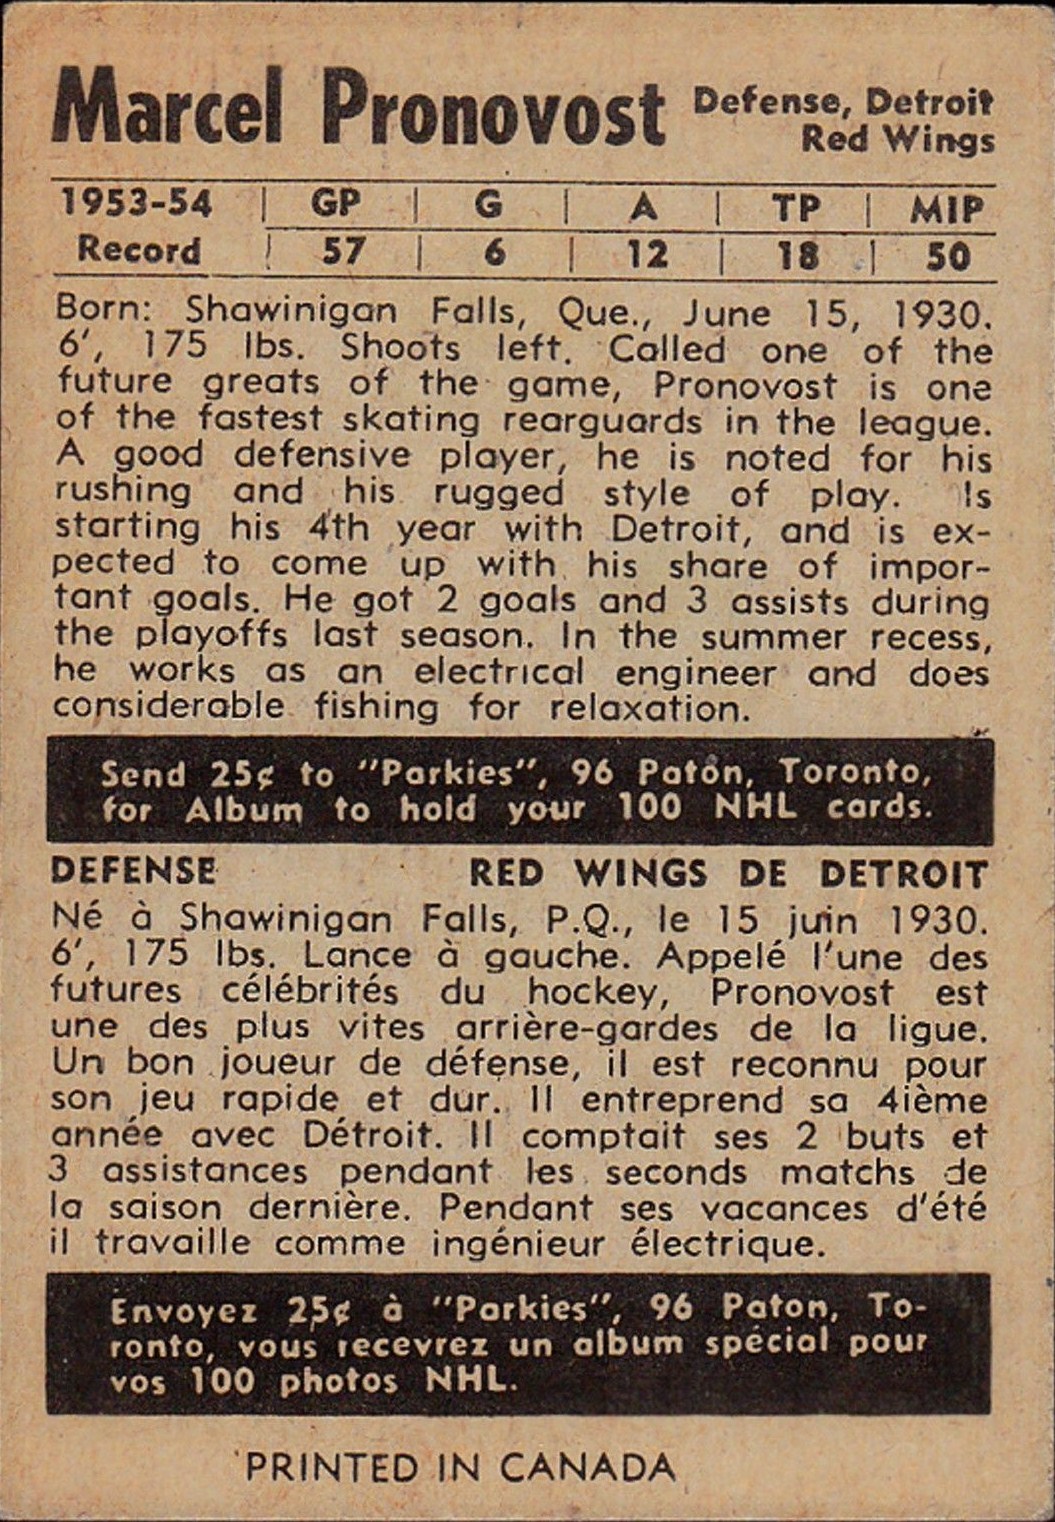 Marcel Pronovost Defense, Detroit
Red Wings
1953-54 | GP | G | A | TP | MIP
Record | 57 | 6 | 12 | 18 | 50
Born: Shawinigan Falls, Que., June 15, 1930.
6', 175 lbs. Shoots left. Called one of the
future greats of the game, Pronovost is one
of the fastest skating rearguards in the league.
A good defensive player, he is noted for his
rushing and his rugged style of play. Is
starting his 4th year with Detroit, and is ex-
pected to come up with his share of impor-
tant goals. He got 2 goals and 3 assists during
the playoffs last season. In the summer recess,
he works as an electrical engineer and does
considerable fishing for relaxation.
Send 25¢ to "Parkies", 96 Paton, Toronto,
for Album to hold your 100 NHL cards.
DEFENSE RED WINGS DE DETROIT
Né à Shawinigan Falls, P.Q., le 15 juin 1930.
6', 175 lbs. Lance à gauche. Appelé l'une des
futures célébrités du hockey, Pronovost est
une des plus vites arrière-gardes de la ligue.
Un bon joueur de défense, il est reconnu pour
son jeu rapide et dur. Il entreprend sa 4ième
année avec Détroit. Il comptait ses 2 buts et
3 assistances pendant les seconds matchs de
la saison dernière. Pendant ses vacances d'été
il travaille comme ingénieur électrique.
Envoyez 25¢ à "Parkies", 96 Paton, To-
ronto, vous recevrez un album spécial pour
vos 100 photos NHL.
PRINTED IN CANADA